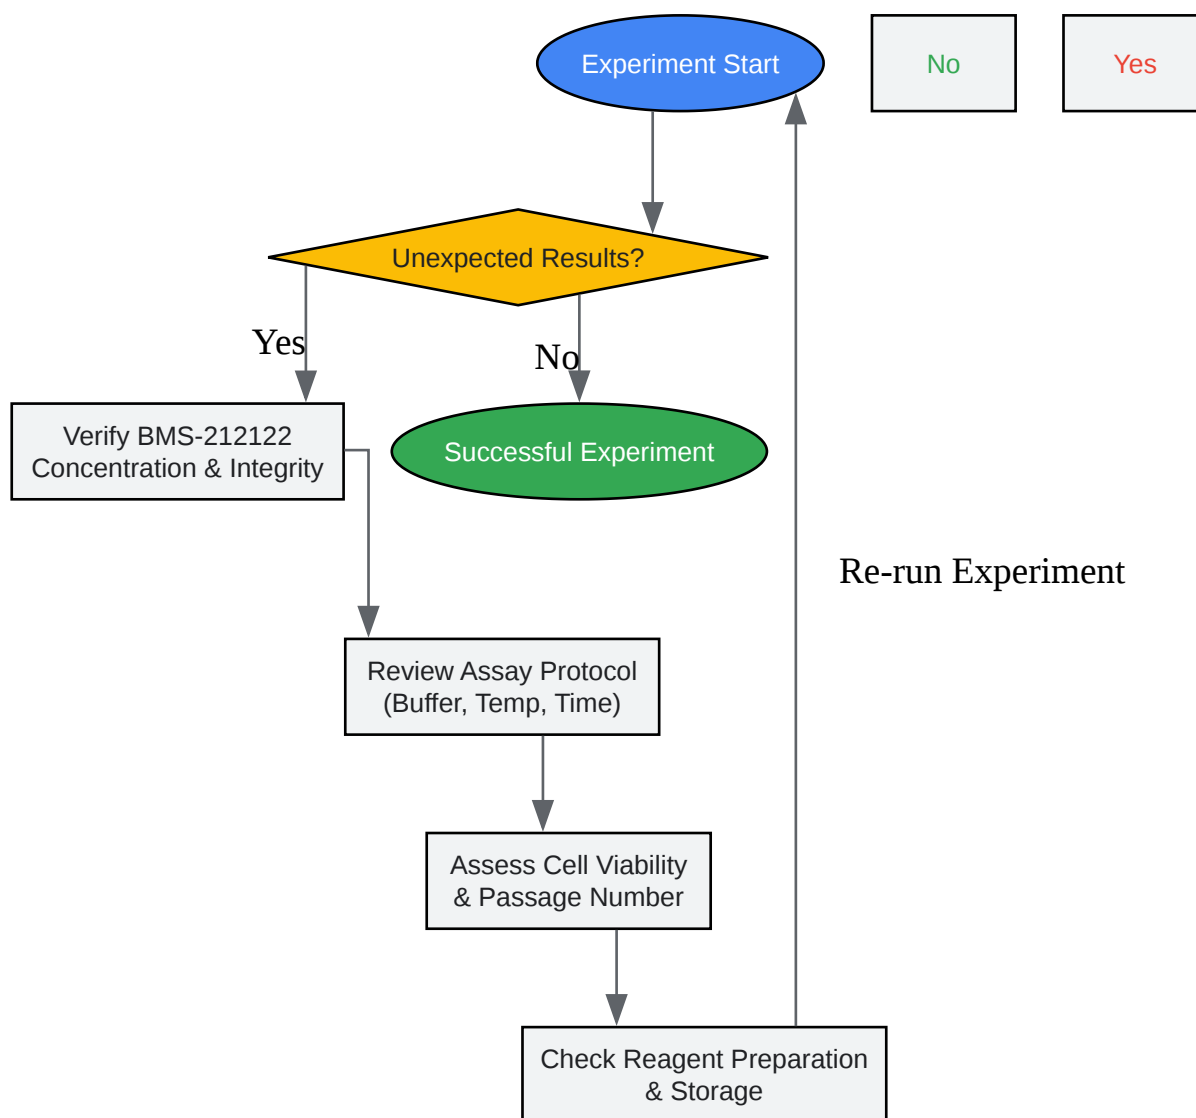 Experiment Start
No
Yes
Unexpected Results?
Yes
No
Verify BMS-212122
Concentration & Integrity
Successful Experiment
Re-run Experiment
Review Assay Protocol
(Buffer, Temp, Time)
Assess Cell Viability
& Passage Number
Check Reagent Preparation
& Storage